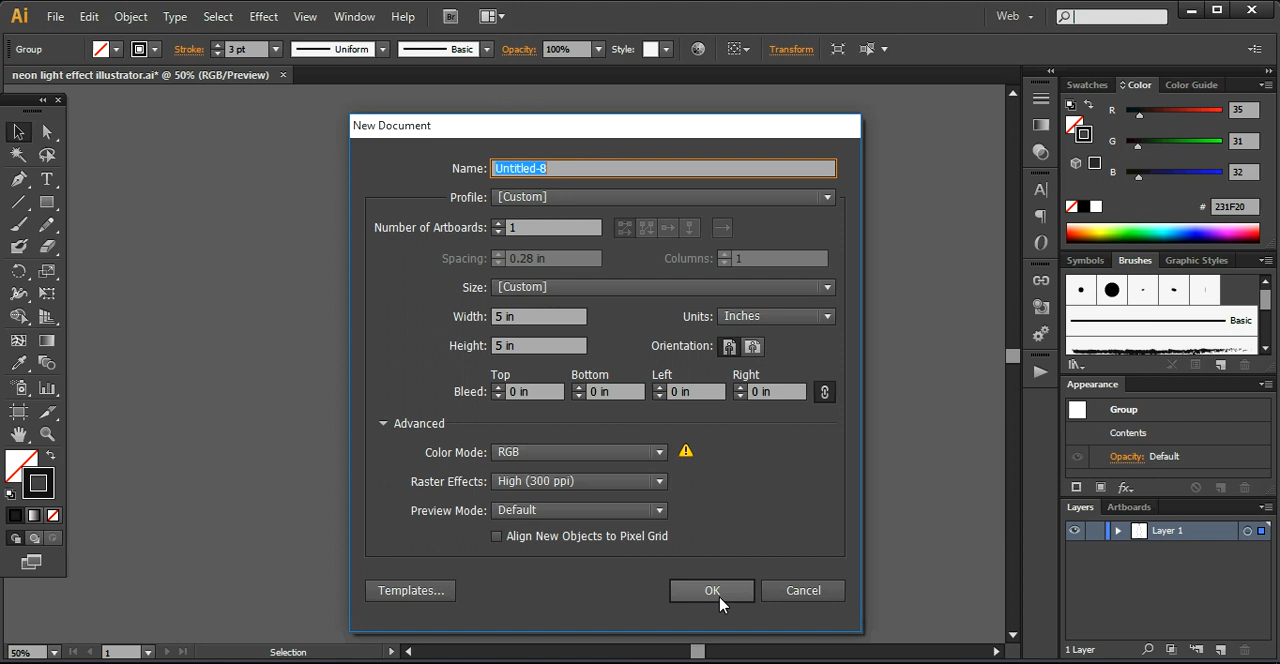 Ai File Edit Object Type Select Effect View Window Help Br Web
Group Stroke: 3 pt Uniform Basic Opacity: 100% Style: Transform
neon light effect illustrator.ai* @ 50% (RGB/Preview) ×
New Document
Name: Untitled-8
Profile: [Custom]
Number of Artboards: 1
Spacing: 0.28 in Columns: 1
Size: [Custom]
Width: 5 in Units: Inches
Height: 5 in Orientation:
Top Bottom Left Right
Bleed: 0 in 0 in 0 in 0 in
Advanced
Color Mode: RGB
Raster Effects: High (300 ppi)
Preview Mode: Default
Align New Objects to Pixel Grid
Templates... OK Cancel
Swatches Color Color Guide
R 35
G 31
B 32
# 231F20
Symbols Brushes Graphic Styles
Basic
Appearance
Group
Contents
Opacity: Default
fx
Layers Artboards
Layer 1
1 Layer
50% 1 Selection